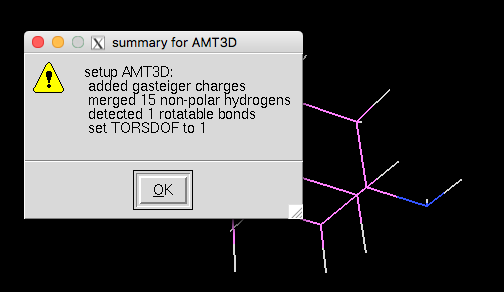 summary for AMT3D
setup AMT3D:
added gasteiger charges
merged 15 non-polar hydrogens
detected 1 rotatable bonds
set TORSDOF to 1
OK